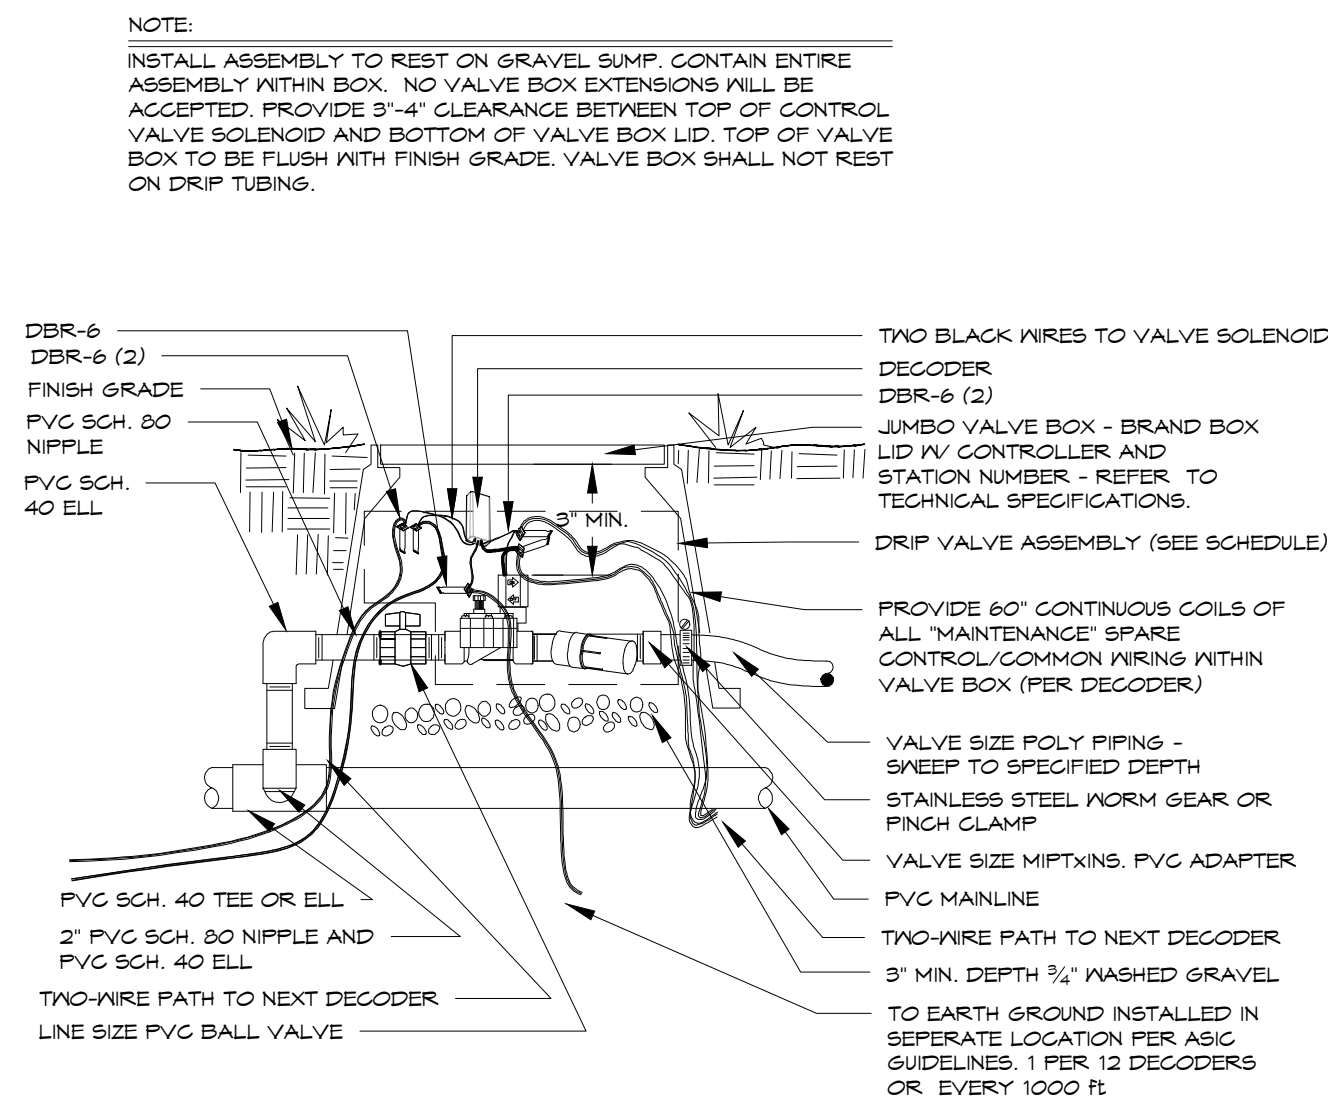 NOTE:
INSTALL ASSEMBLY TO REST ON GRAVEL SUMP. CONTAIN ENTIRE
ASSEMBLY WITHIN BOX. NO VALVE BOX EXTENSIONS WILL BE
ACCEPTED. PROVIDE 3"-4" CLEARANCE BETWEEN TOP OF CONTROL
VALVE SOLENOID AND BOTTOM OF VALVE BOX LID. TOP OF VALVE
BOX TO BE FLUSH WITH FINISH GRADE. VALVE BOX SHALL NOT REST
ON DRIP TUBING.
DBR-6
DBR-6 (2)
FINISH GRADE
PVC SCH. 80
NIPPLE
PVC SCH.
40 ELL
3" MIN.
PVC SCH. 40 TEE OR ELL
2" PVC SCH. 80 NIPPLE AND
PVC SCH. 40 ELL
TWO-WIRE PATH TO NEXT DECODER
LINE SIZE PVC BALL VALVE
TWO BLACK WIRES TO VALVE SOLENOID
DECODER
DBR-6 (2)
JUMBO VALVE BOX - BRAND BOX
LID W/ CONTROLLER AND
STATION NUMBER - REFER TO
TECHNICAL SPECIFICATIONS.
DRIP VALVE ASSEMBLY (SEE SCHEDULE)
PROVIDE 60" CONTINUOUS COILS OF
ALL "MAINTENANCE" SPARE
CONTROL/COMMON WIRING WITHIN
VALVE BOX (PER DECODER)
VALVE SIZE POLY PIPING -
SWEEP TO SPECIFIED DEPTH
STAINLESS STEEL WORM GEAR OR
PINCH CLAMP
VALVE SIZE MIPTxINS. PVC ADAPTER
PVC MAINLINE
TWO-WIRE PATH TO NEXT DECODER
3" MIN. DEPTH ¾" WASHED GRAVEL
TO EARTH GROUND INSTALLED IN
SEPERATE LOCATION PER ASIC
GUIDELINES. 1 PER 12 DECODERS
OR EVERY 1000 ft